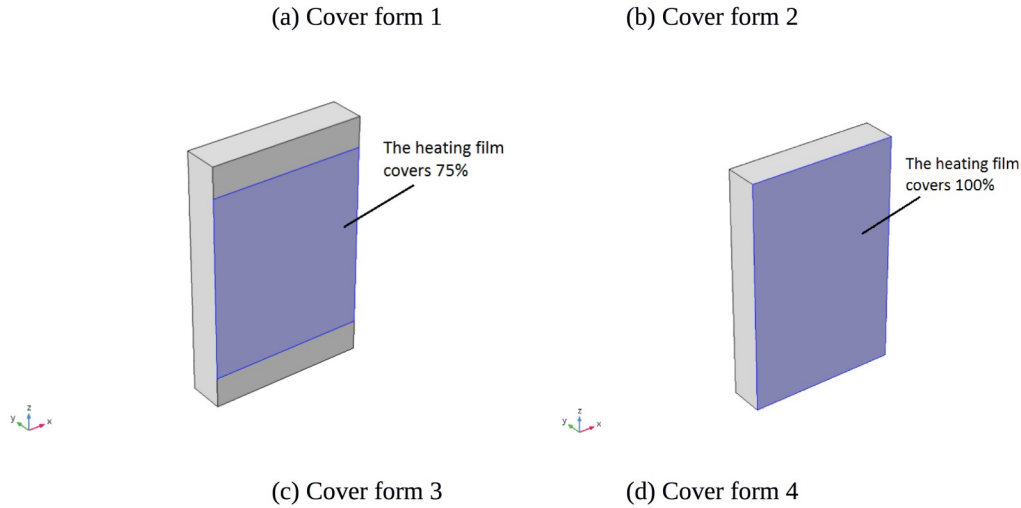 (a) Cover form 1
(b) Cover form 2
The heating film
covers 75%
The heating film
covers 100%
z
y
x
z
y
x
(c) Cover form 3
(d) Cover form 4